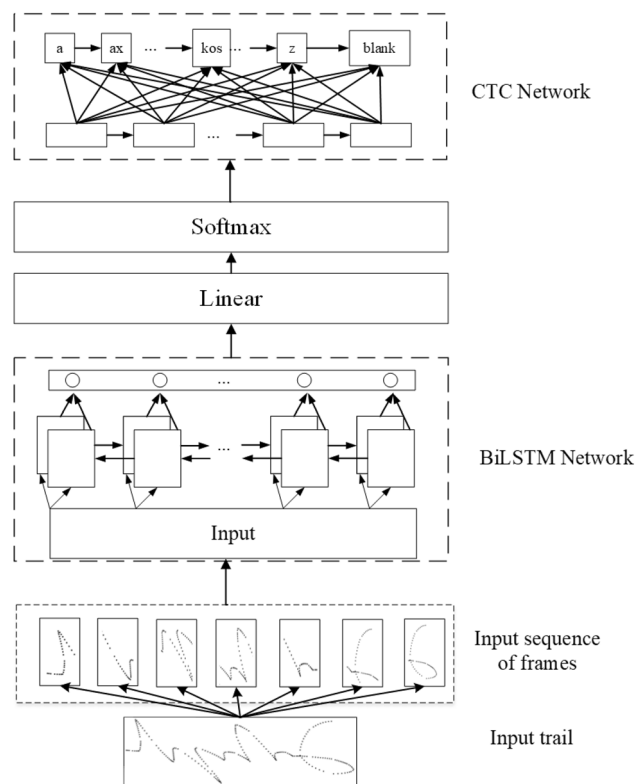 a ax ... kos ... z blank
...
CTC Network
Softmax
Linear
...
...
BiLSTM Network
Input
Input sequence
of frames
Input trail